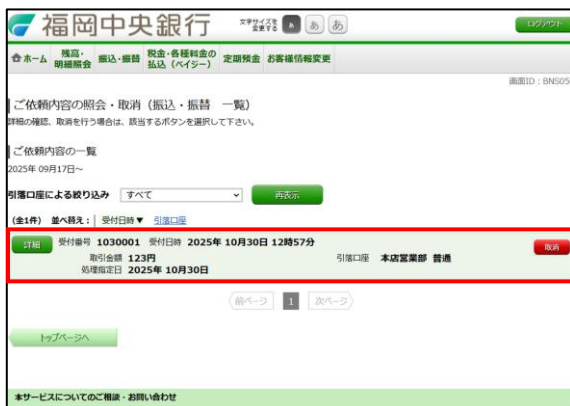 福岡中央銀行
文字サイズを変更する
あ
あ
あ
ログアウト
ホーム
残高・明細照会
振込・振替
税金・各種料金の払込（ペイジー）
定期預金
お客様情報変更
画面ID：BNS05
ご依頼内容の照会・取消（振込・振替　一覧）
詳細の確認、取消を行う場合は、該当するボタンを選択して下さい。
ご依頼内容の一覧
2025年 09月17日～
引落口座による絞り込み
すべて
再表示
(全1件)　並べ替え：
受付日時▼
引落口座
詳細
受付番号 1030001　受付日時 2025年 10月30日 12時57分
取消
取引金額 123円
引落口座 本店営業部 普通
処理指定日 2025年 10月30日
前ページ
1
次ページ
トップページへ
本サービスについてのご相談・お問い合わせ